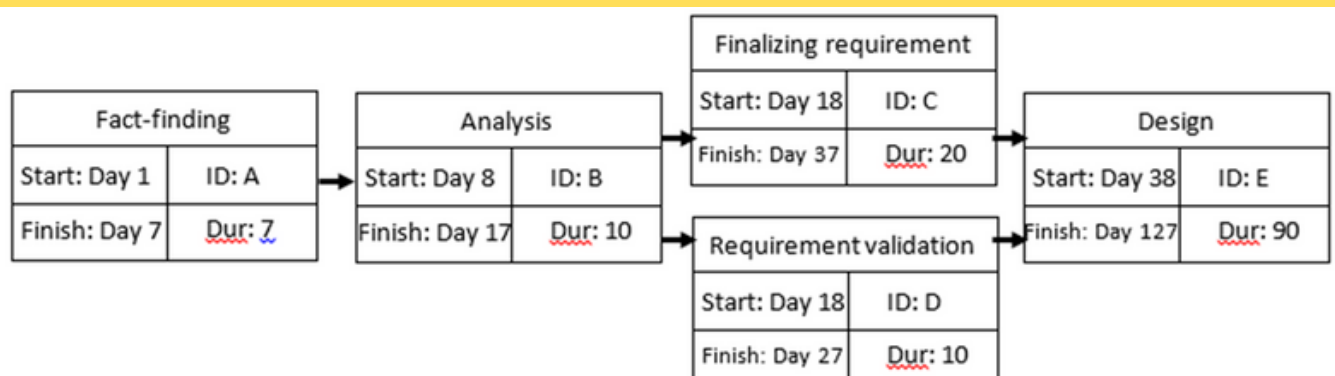 Fact-finding
Start: Day 1
ID: A
Finish: Day 7
Dur: 7
Analysis
Start: Day 8
ID: B
Finish: Day 17
Dur: 10
Finalizing requirement
Start: Day 18
ID: C
Finish: Day 37
Dur: 20
Requirement validation
Start: Day 18
ID: D
Finish: Day 27
Dur: 10
Design
Start: Day 38
ID: E
Finish: Day 127
Dur: 90